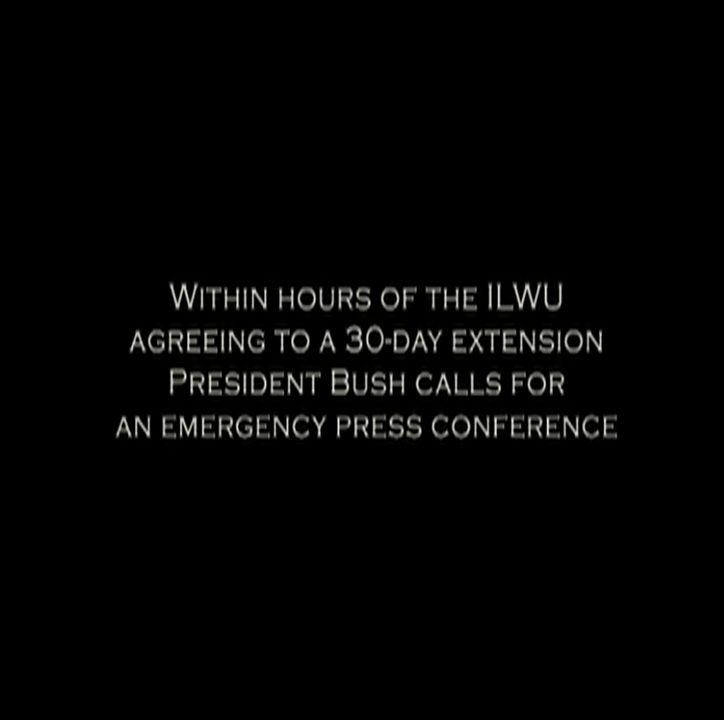 WITHIN HOURS OF THE ILWU
AGREEING TO A 30-DAY EXTENSION
PRESIDENT BUSH CALLS FOR
AN EMERGENCY PRESS CONFERENCE